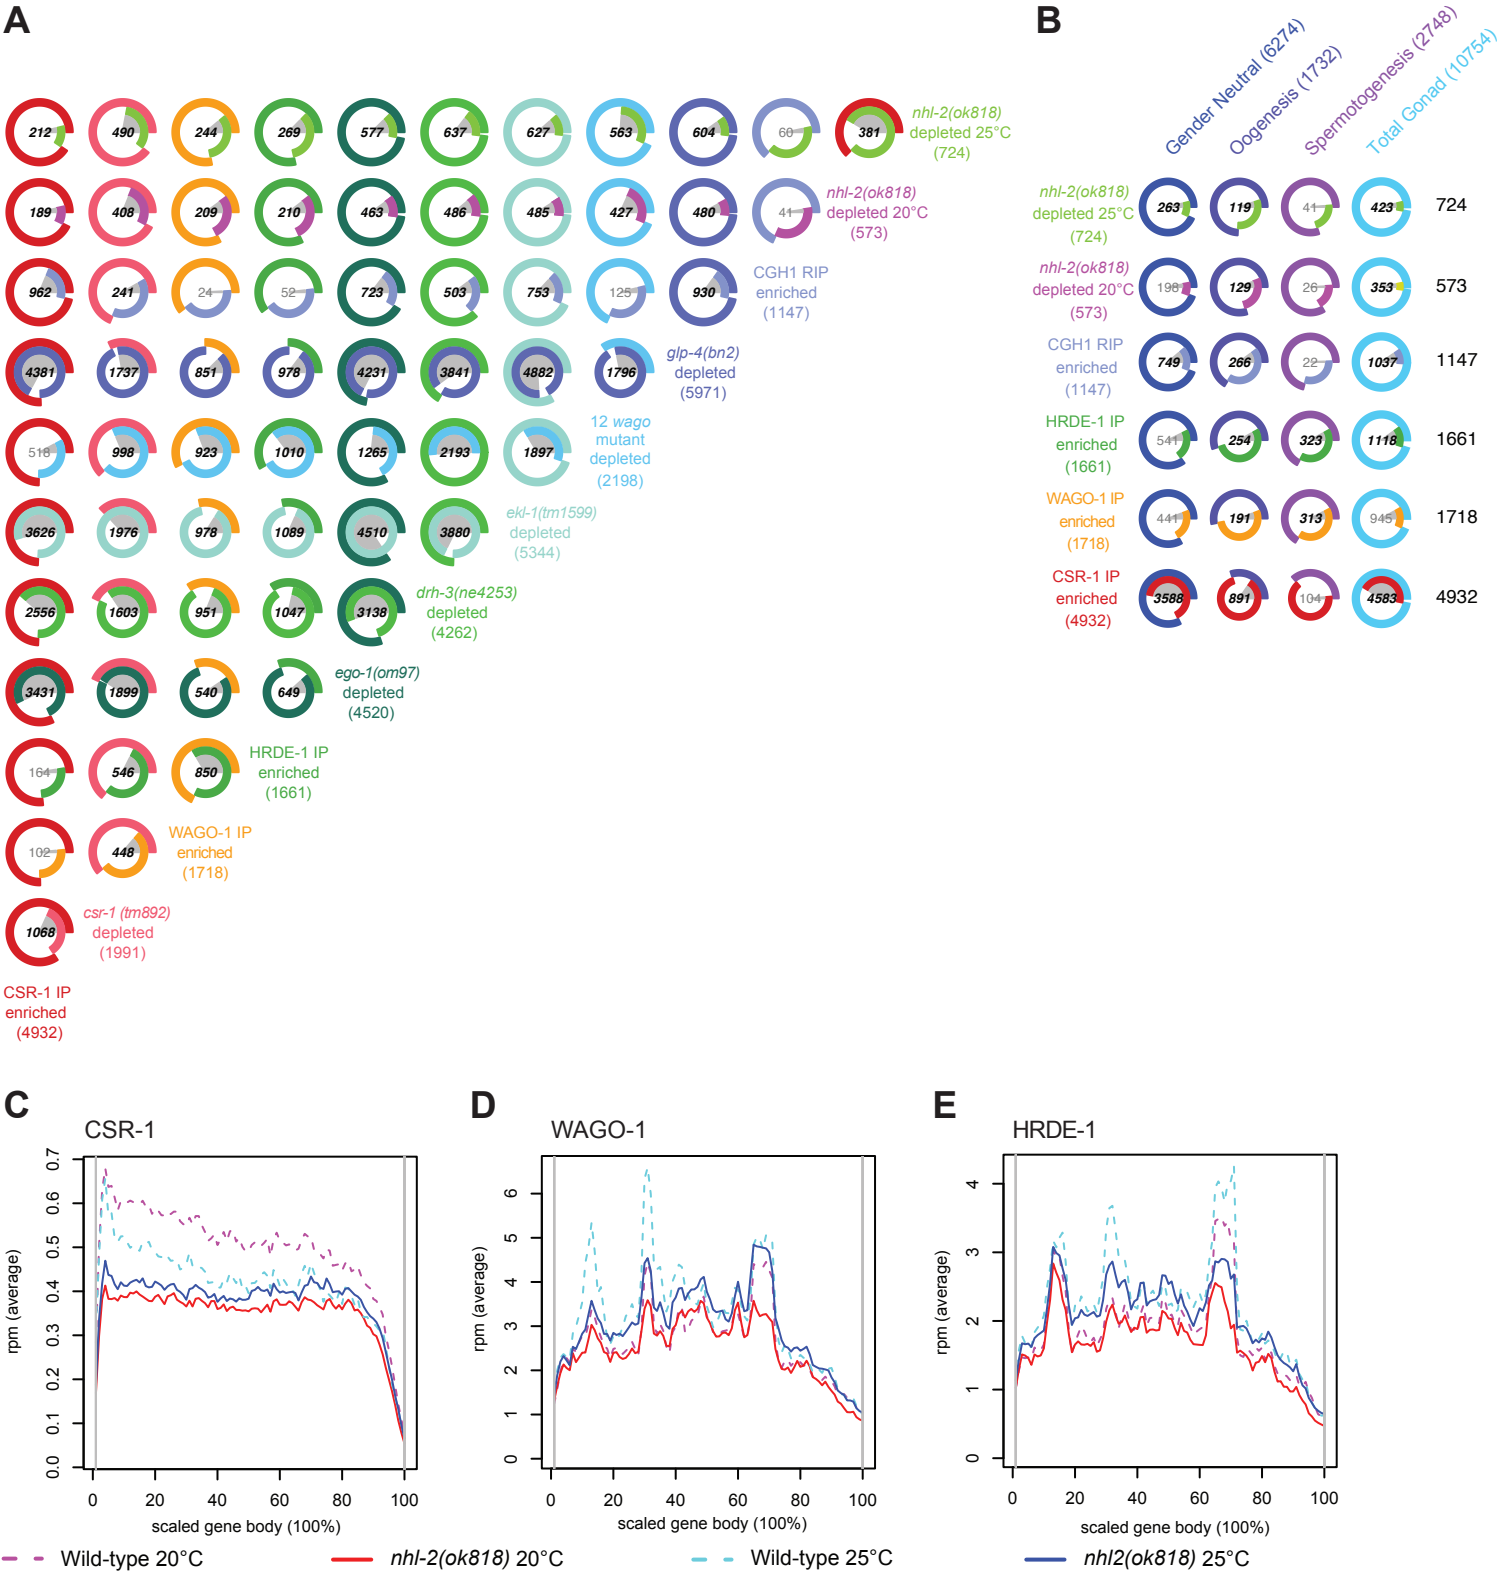 A
B
Gender Neutral (6274)
Oogenesis (1732)
Spermotogenesis (2748)
Total Gonad (10754)
212 490 244 269 577 637 627 563 604 60 381
nhl-2(ok818)
depleted 25°C
(724)
189 408 209 210 463 486 485 427 480 41
nhl-2(ok818)
depleted 20°C
(573)
962 241 24 52 723 503 753 125 930
CGH1 RIP
enriched
(1147)
4381 1737 851 978 4231 3841 4882 1796
glp-4(bn2)
depleted
(5971)
518 998 923 1010 1265 2193 1897
12 wago
mutant
depleted
(2198)
3626 1976 978 1089 4510 3880
ekl-1(tm1599)
depleted
(5344)
2556 1603 951 1047 3138
drh-3(ne4253)
depleted
(4262)
3431 1899 540 649
ego-1(om97)
depleted
(4520)
164 546 850
HRDE-1 IP
enriched
(1661)
102 448
WAGO-1 IP
enriched
(1718)
1068
csr-1 (tm892)
depleted
(1991)
CSR-1 IP
enriched
(4932)
nhl-2(ok818)
depleted 25°C
(724)
263 119 41 423 724
nhl-2(ok818)
depleted 20°C
(573)
198 129 26 353 573
CGH1 RIP
enriched
(1147)
749 266 22 1037 1147
HRDE-1 IP
enriched
(1661)
541 254 323 1118 1661
WAGO-1 IP
enriched
(1718)
441 191 313 945 1718
CSR-1 IP
enriched
(4932)
3588 891 104 4583 4932
C
CSR-1
rpm (average)
0.7
0.6
0.5
0.4
0.3
0.2
0.1
0.0
0 20 40 60 80 100
scaled gene body (100%)
D
WAGO-1
rpm (average)
6
5
4
3
2
1
0
0 20 40 60 80 100
scaled gene body (100%)
E
HRDE-1
rpm (average)
4
3
2
1
0
0 20 40 60 80 100
scaled gene body (100%)
Wild-type 20°C nhl-2(ok818) 20°C Wild-type 25°C nhl2(ok818) 25°C